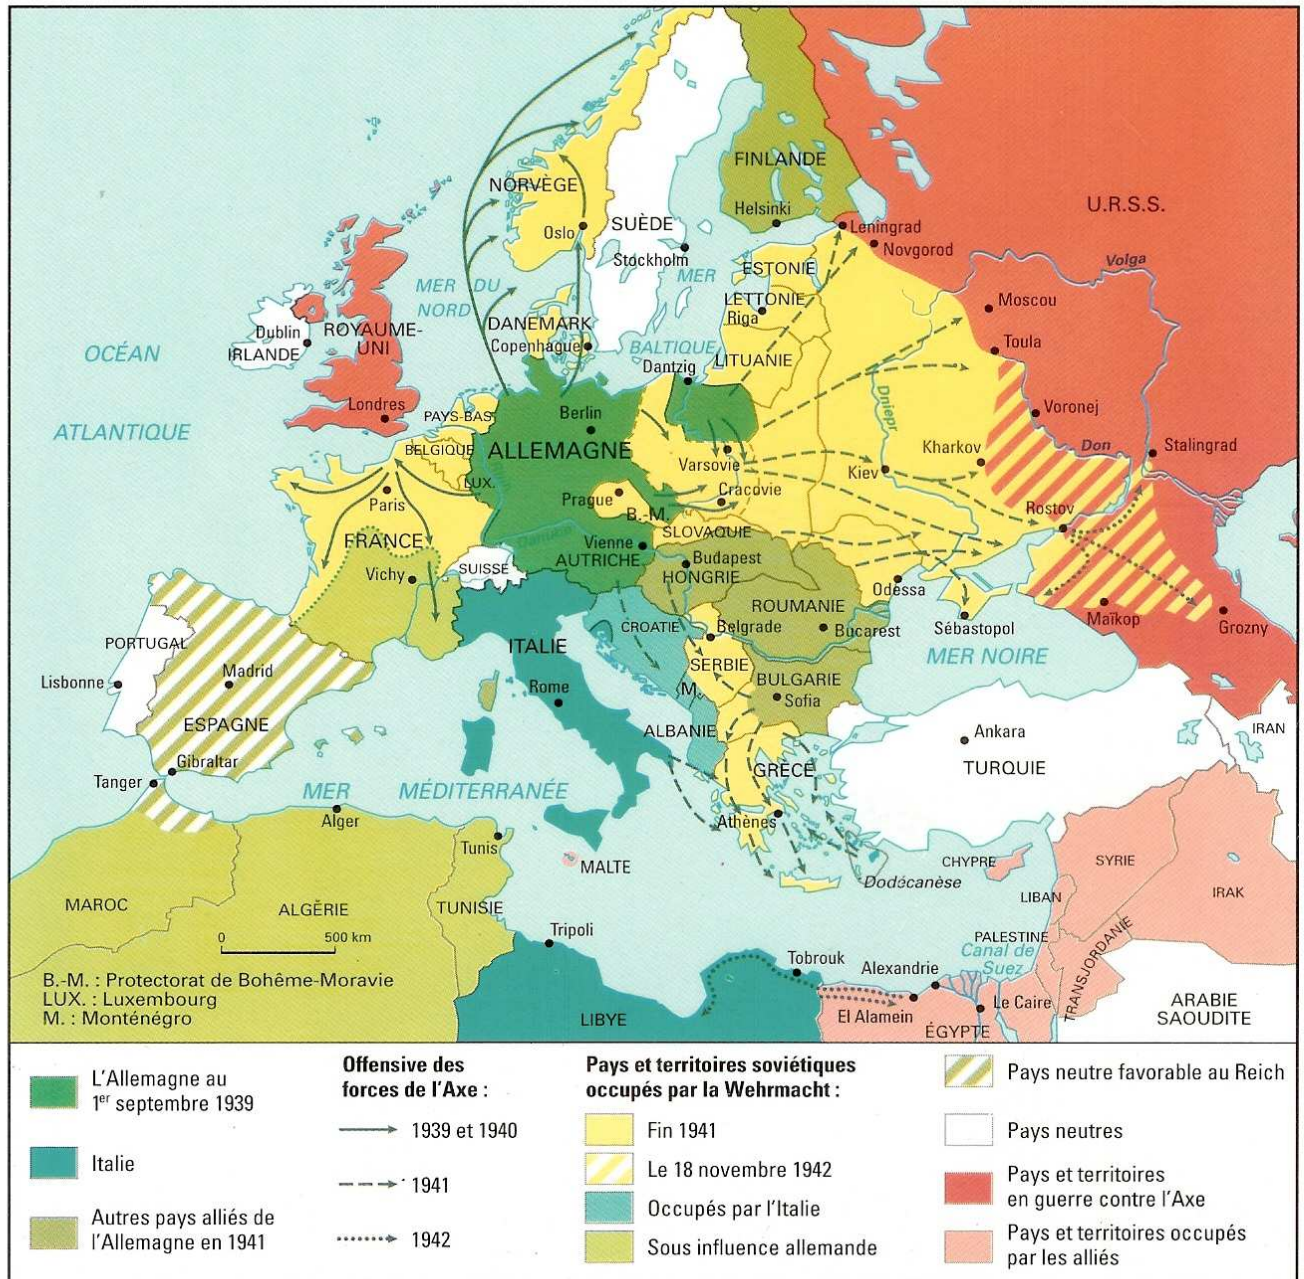 FINLANDE
Helsinki
U.R.S.S.
NORVÈGE
Oslo
SUÈDE
Stockholm
Leningrad
Novgorod
Volga
MER DU
NORD
MER
BALTIQUE
ESTONIE
LETTONIE
Riga
LITUANIE
Moscou
Toula
Dublin
IRLANDE
ROYAUME-
UNI
Londres
DANEMARK
Copenhague
Dantzig
OCÉAN
ATLANTIQUE
PAYS-BAS
BELGIQUE
LUX.
Berlin
ALLEMAGNE
Varsovie
Cracovie
Prague
B.-M.
Dniepr
Kharkov
Kiev
Voronej
Don
Stalingrad
Rostov
Paris
FRANCE
Vichy
SUISSE
Danube
Vienne
AUTRICHE
SLOVAQUIE
Budapest
HONGRIE
ROUMANIE
Bucarest
Odessa
Sébastopol
Maïkop
Grozny
MER NOIRE
PORTUGAL
Lisbonne
Madrid
ESPAGNE
Gibraltar
Tanger
ITALIE
Rome
CROATIE
Belgrade
SERBIE
M.
BULGARIE
Sofia
ALBANIE
GRÈCE
Athènes
Ankara
TURQUIE
IRAN
MER MÉDITERRANÉE
Alger
Tunis
MALTE
Dodécanèse
CHYPRE
SYRIE
LIBAN
IRAK
MAROC
ALGÉRIE
TUNISIE
Tripoli
PALESTINE
TRANSJORDANIE
Canal de
Suez
Tobrouk
Alexandrie
El Alamein
Le Caire
ÉGYPTE
LIBYE
ARABIE
SAOUDITE
0 500 km
B.-M. : Protectorat de Bohême-Moravie
LUX. : Luxembourg
M. : Monténégro
L'Allemagne au
1er septembre 1939
Italie
Autres pays alliés de
l'Allemagne en 1941
Offensive des
forces de l'Axe :
1939 et 1940
1941
1942
Pays et territoires soviétiques
occupés par la Wehrmacht :
Fin 1941
Le 18 novembre 1942
Occupés par l'Italie
Sous influence allemande
Pays neutre favorable au Reich
Pays neutres
Pays et territoires
en guerre contre l'Axe
Pays et territoires occupés
par les alliés